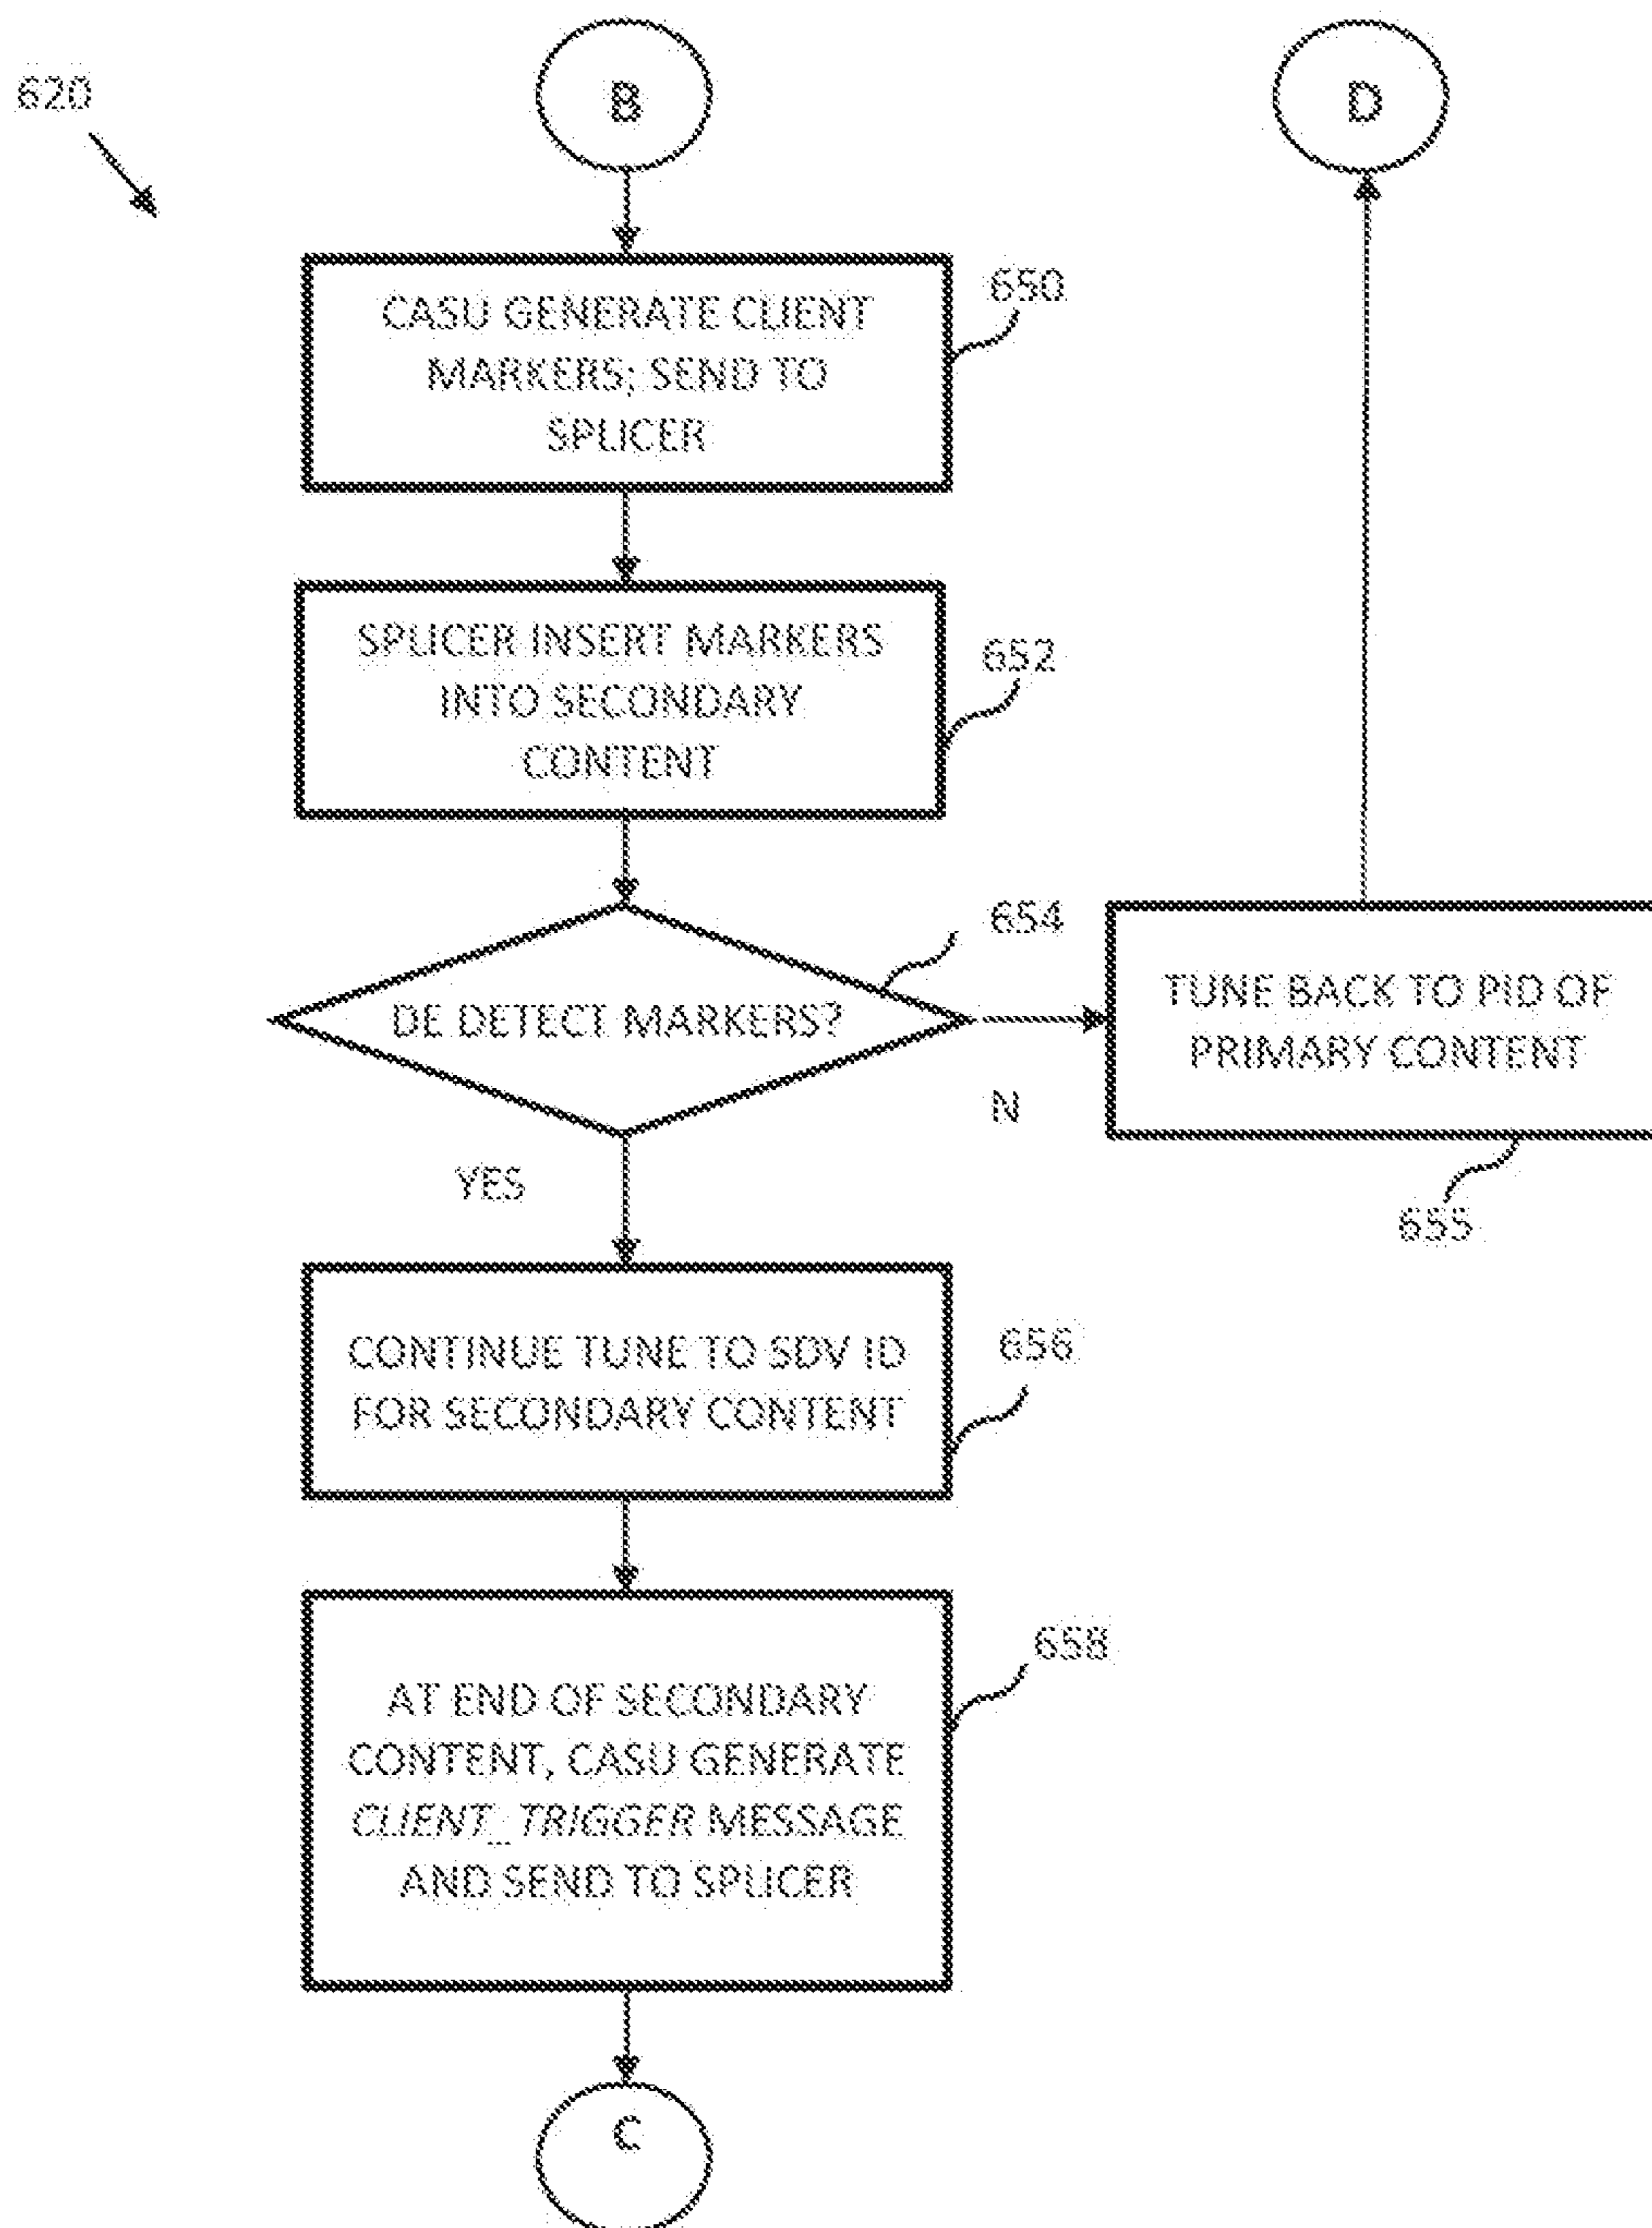 620
B
D
CASU GENERATE CLIENT
MARKERS; SEND TO
SPLICER
650
SPLICER INSERT MARKERS
INTO SECONDARY
CONTENT
652
654
DE DETECT MARKERS?
TUNE BACK TO PID OF
PRIMARY CONTENT
N
YES
655
CONTINUE TUNE TO SDV ID
FOR SECONDARY CONTENT
656
658
AT END OF SECONDARY
CONTENT, CASU GENERATE
CLIENT_TRIGGER MESSAGE
AND SEND TO SPLICER
C